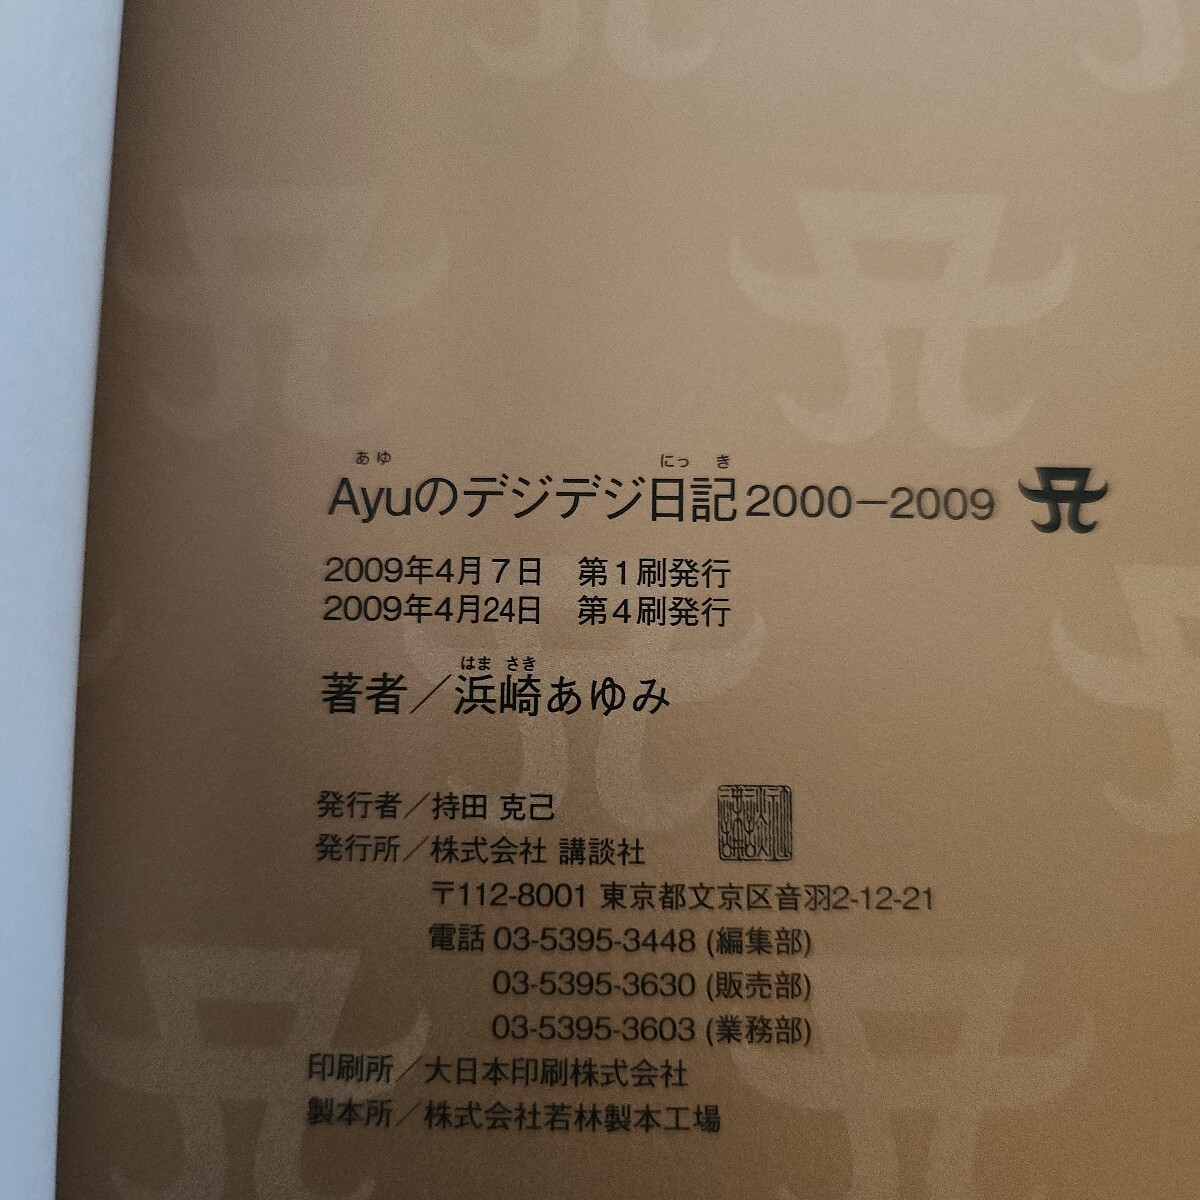 あゆ にっ き
Ayuのデジデジ日記2000－2009
2009年4月7日　第1刷発行
2009年4月24日　第4刷発行
はま さき
著者／浜崎あゆみ
発行者／持田 克己
発行所／株式会社 講談社
〒112-8001 東京都文京区音羽2-12-21
電話 03-5395-3448 (編集部)
03-5395-3630 (販売部)
03-5395-3603 (業務部)
印刷所／大日本印刷株式会社
製本所／株式会社若林製本工場